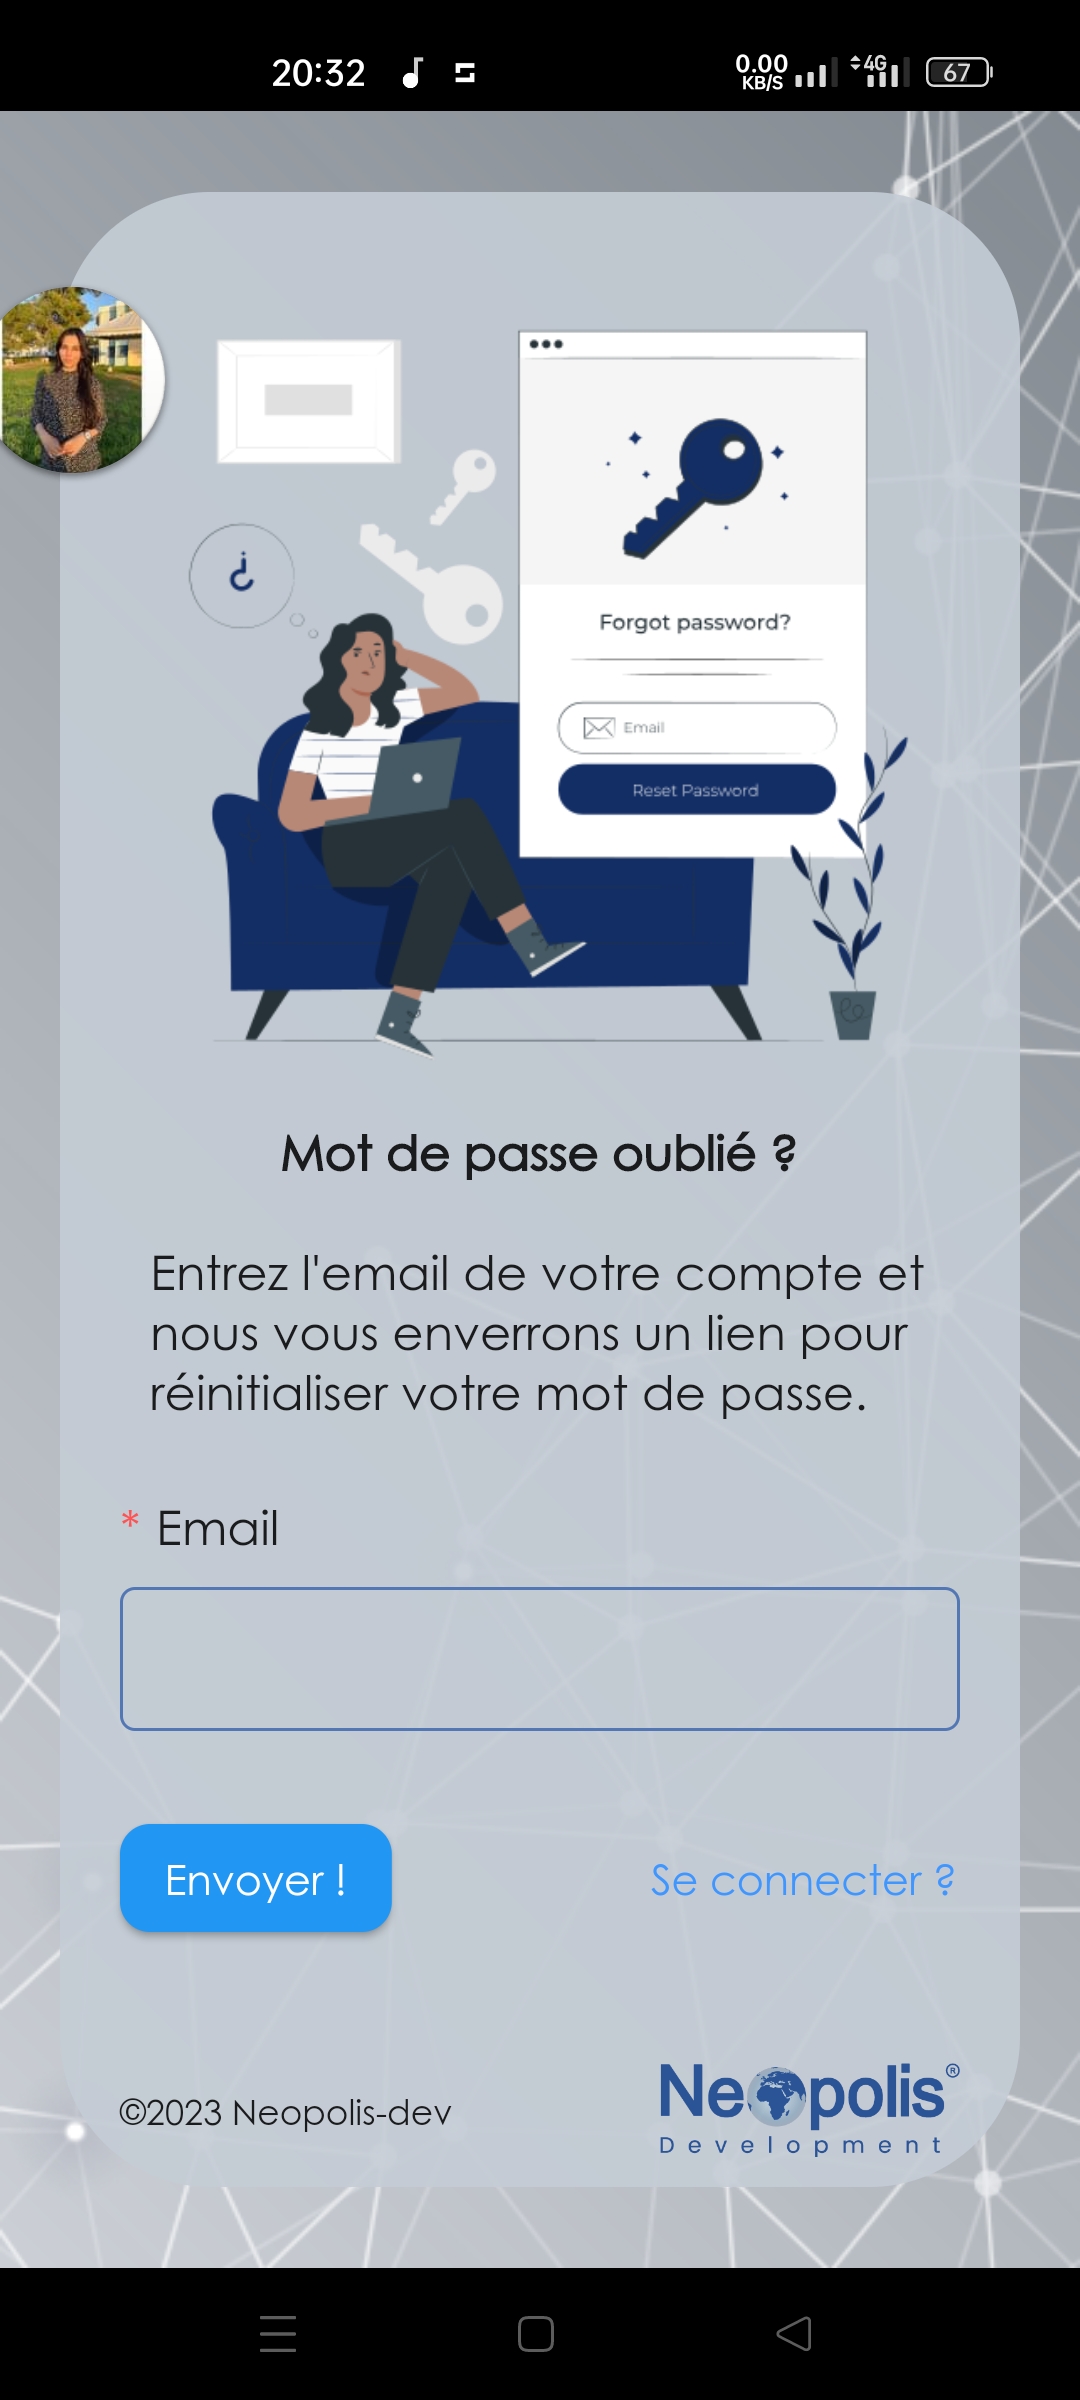 20:32
0.00
KB/S
4G
67
¿
Forgot password?
Email
Reset Password
Mot de passe oublié ?
Entrez l'email de votre compte et
nous vous enverrons un lien pour
réinitialiser votre mot de passe.
* Email
Envoyer !
Se connecter ?
©2023 Neopolis-dev
Neopolis®
Development